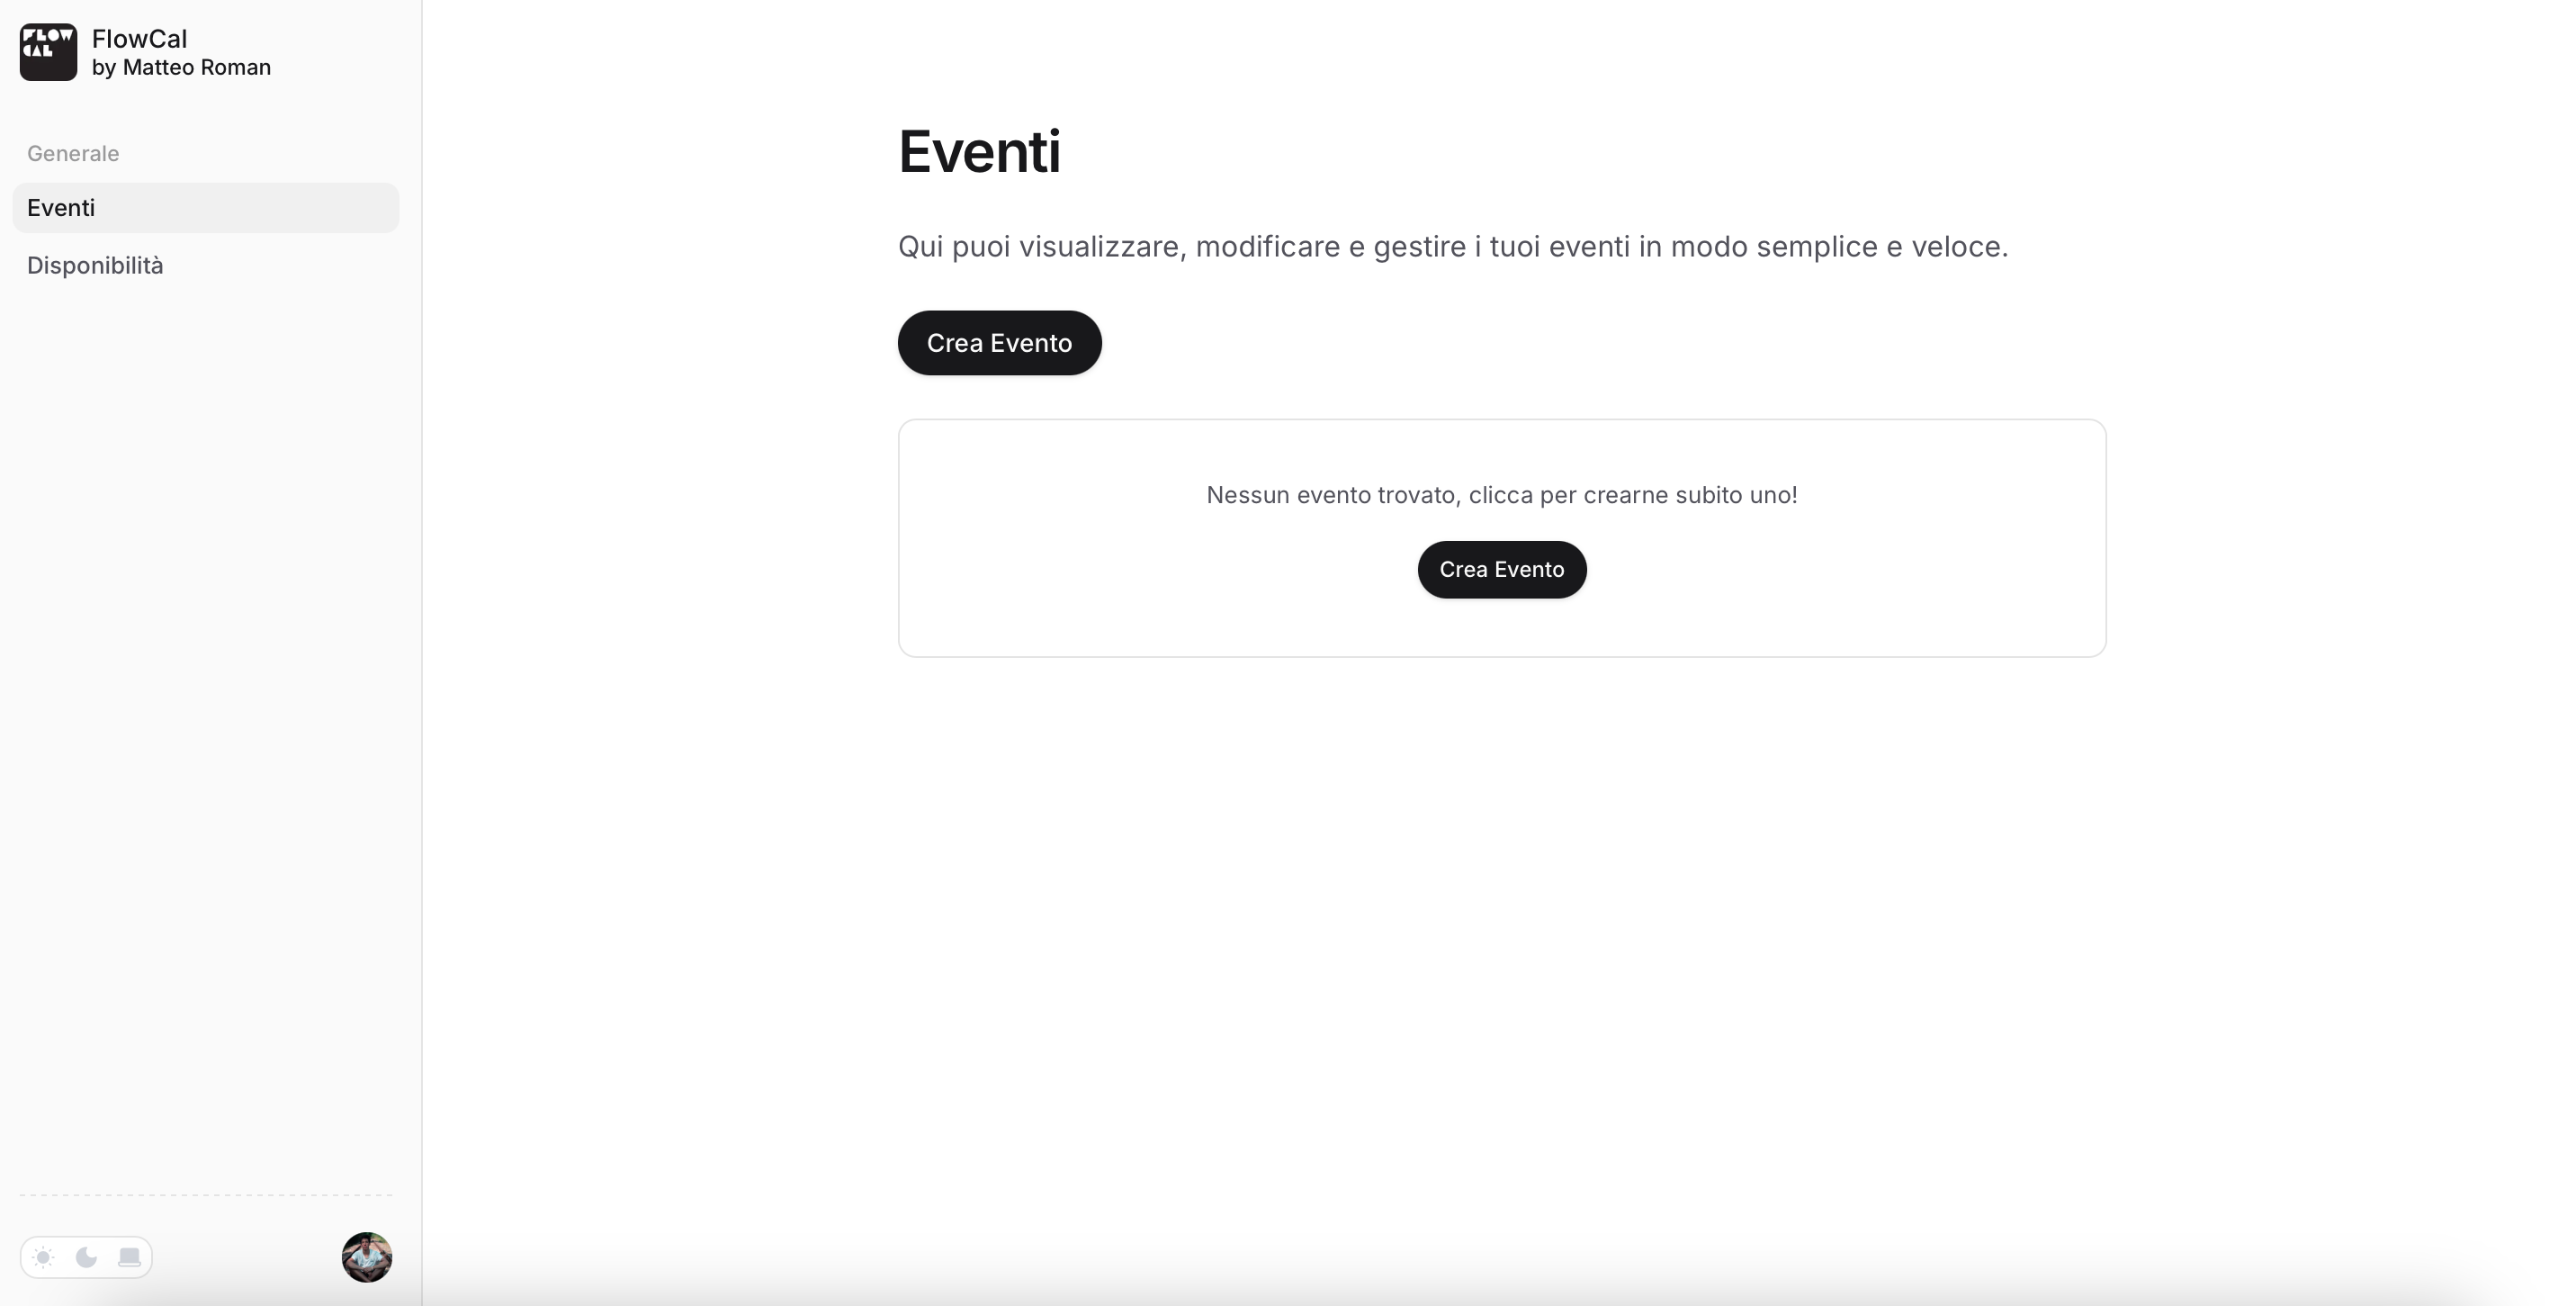 FLOW
CAL
FlowCal
by Matteo Roman
Generale
Eventi
Disponibilità
Eventi
Qui puoi visualizzare, modificare e gestire i tuoi eventi in modo semplice e veloce.
Crea Evento
Nessun evento trovato, clicca per crearne subito uno!
Crea Evento